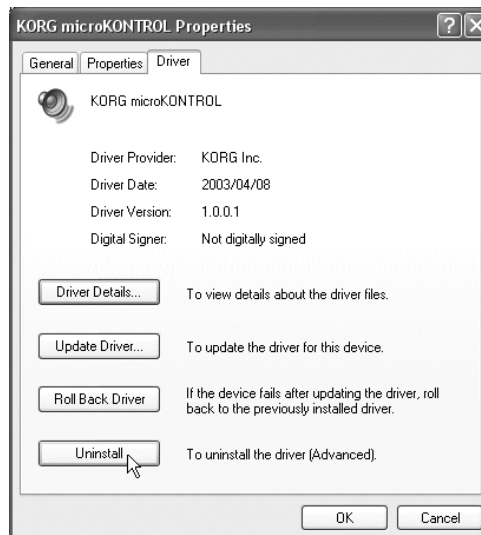 KORG microKONTROL Properties
General Properties Driver
KORG microKONTROL
Driver Provider: KORG Inc.
Driver Date: 2003/04/08
Driver Version: 1.0.0.1
Digital Signer: Not digitally signed
Driver Details... To view details about the driver files.
Update Driver... To update the driver for this device.
Roll Back Driver If the device fails after updating the driver, roll
back to the previously installed driver.
Uninstall To uninstall the driver (Advanced).
OK Cancel